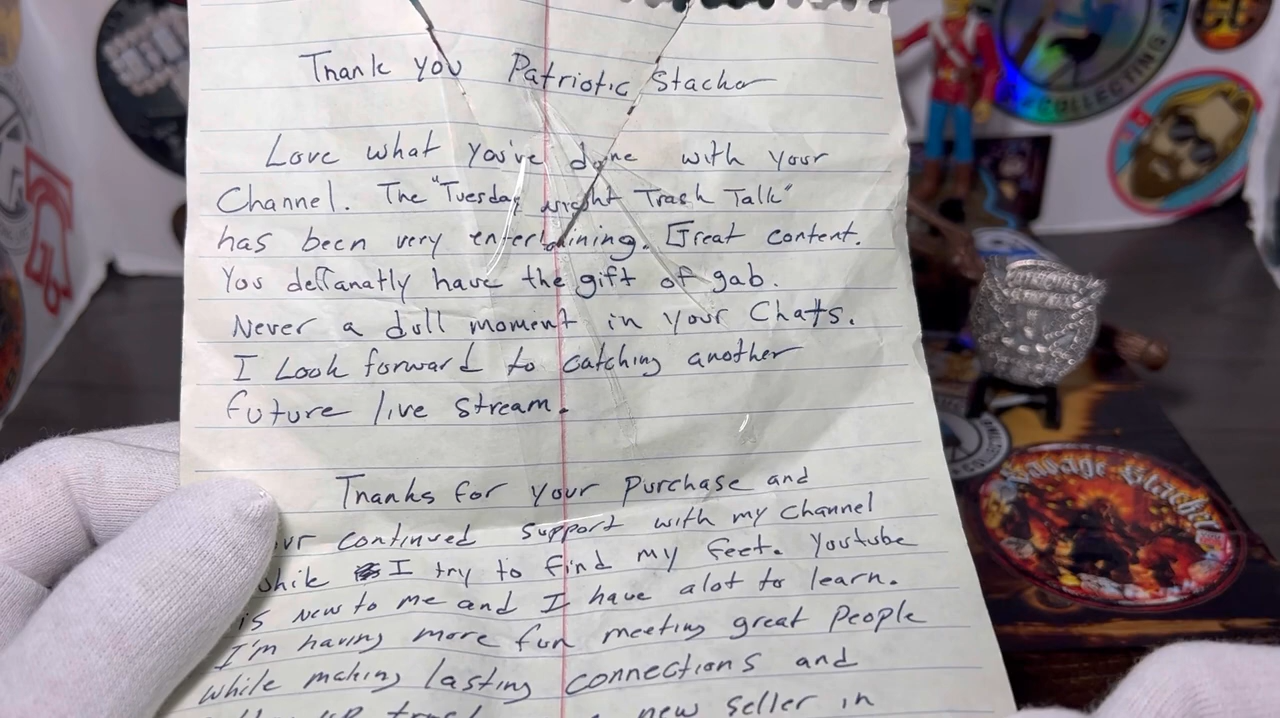 Thank you Patriotic Stacker
Love what you've done with your
Channel. The "Tuesday night Trash Talk"
has been very entertaining. Great content.
You deffanatly have the gift of gab.
Never a dull moment in your Chats.
I Look forward to catching another
future live stream.
Thanks for your purchase and
continued support with my channel
while I try to find my feet. Youtube
is new to me and I have alot to learn.
I'm having more fun meeting great people
while making lasting connections and
new seller in
COLLECTING
Savage Stacker